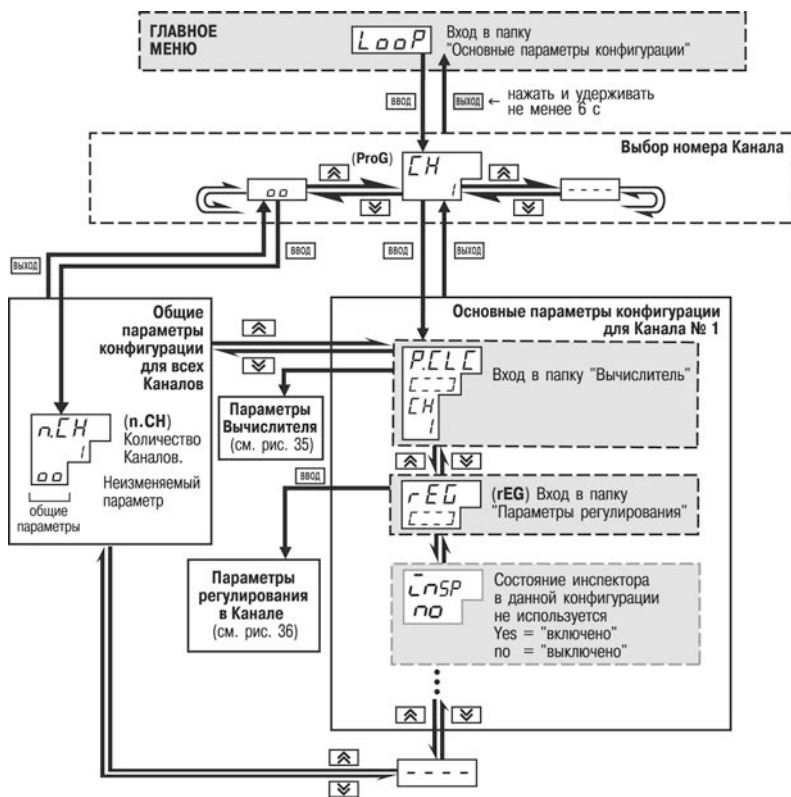 ГЛАВНОЕ
МЕНЮ
LooP
Вход в папку
"Основные параметры конфигурации"
ВВОД
ВЫХОД
← нажать и удерживать
не менее 6 с
Выбор номера Канала
(ProG)
CH
1
oo
- - - -
ВЫХОД
ВВОД
ВВОД
ВЫХОД
Общие
параметры
конфигурации
для всех
Каналов
n.CH
1
oo
(n.CH)
Количество
Каналов.
Неизменяемый
параметр
общие
параметры
Основные параметры конфигурации
для Канала № 1
P.CLC
[---]
CH
1
Вход в папку "Вычислитель"
Параметры
Вычислителя
(см. рис. 35)
ВВОД
rEG
[---]
(rEG) Вход в папку
"Параметры регулирования"
Параметры
регулирования
в Канале
(см. рис. 36)
inSP
no
Состояние инспектора
в данной конфигурации
не используется
Yes = "включено"
no = "выключено"
- - - -